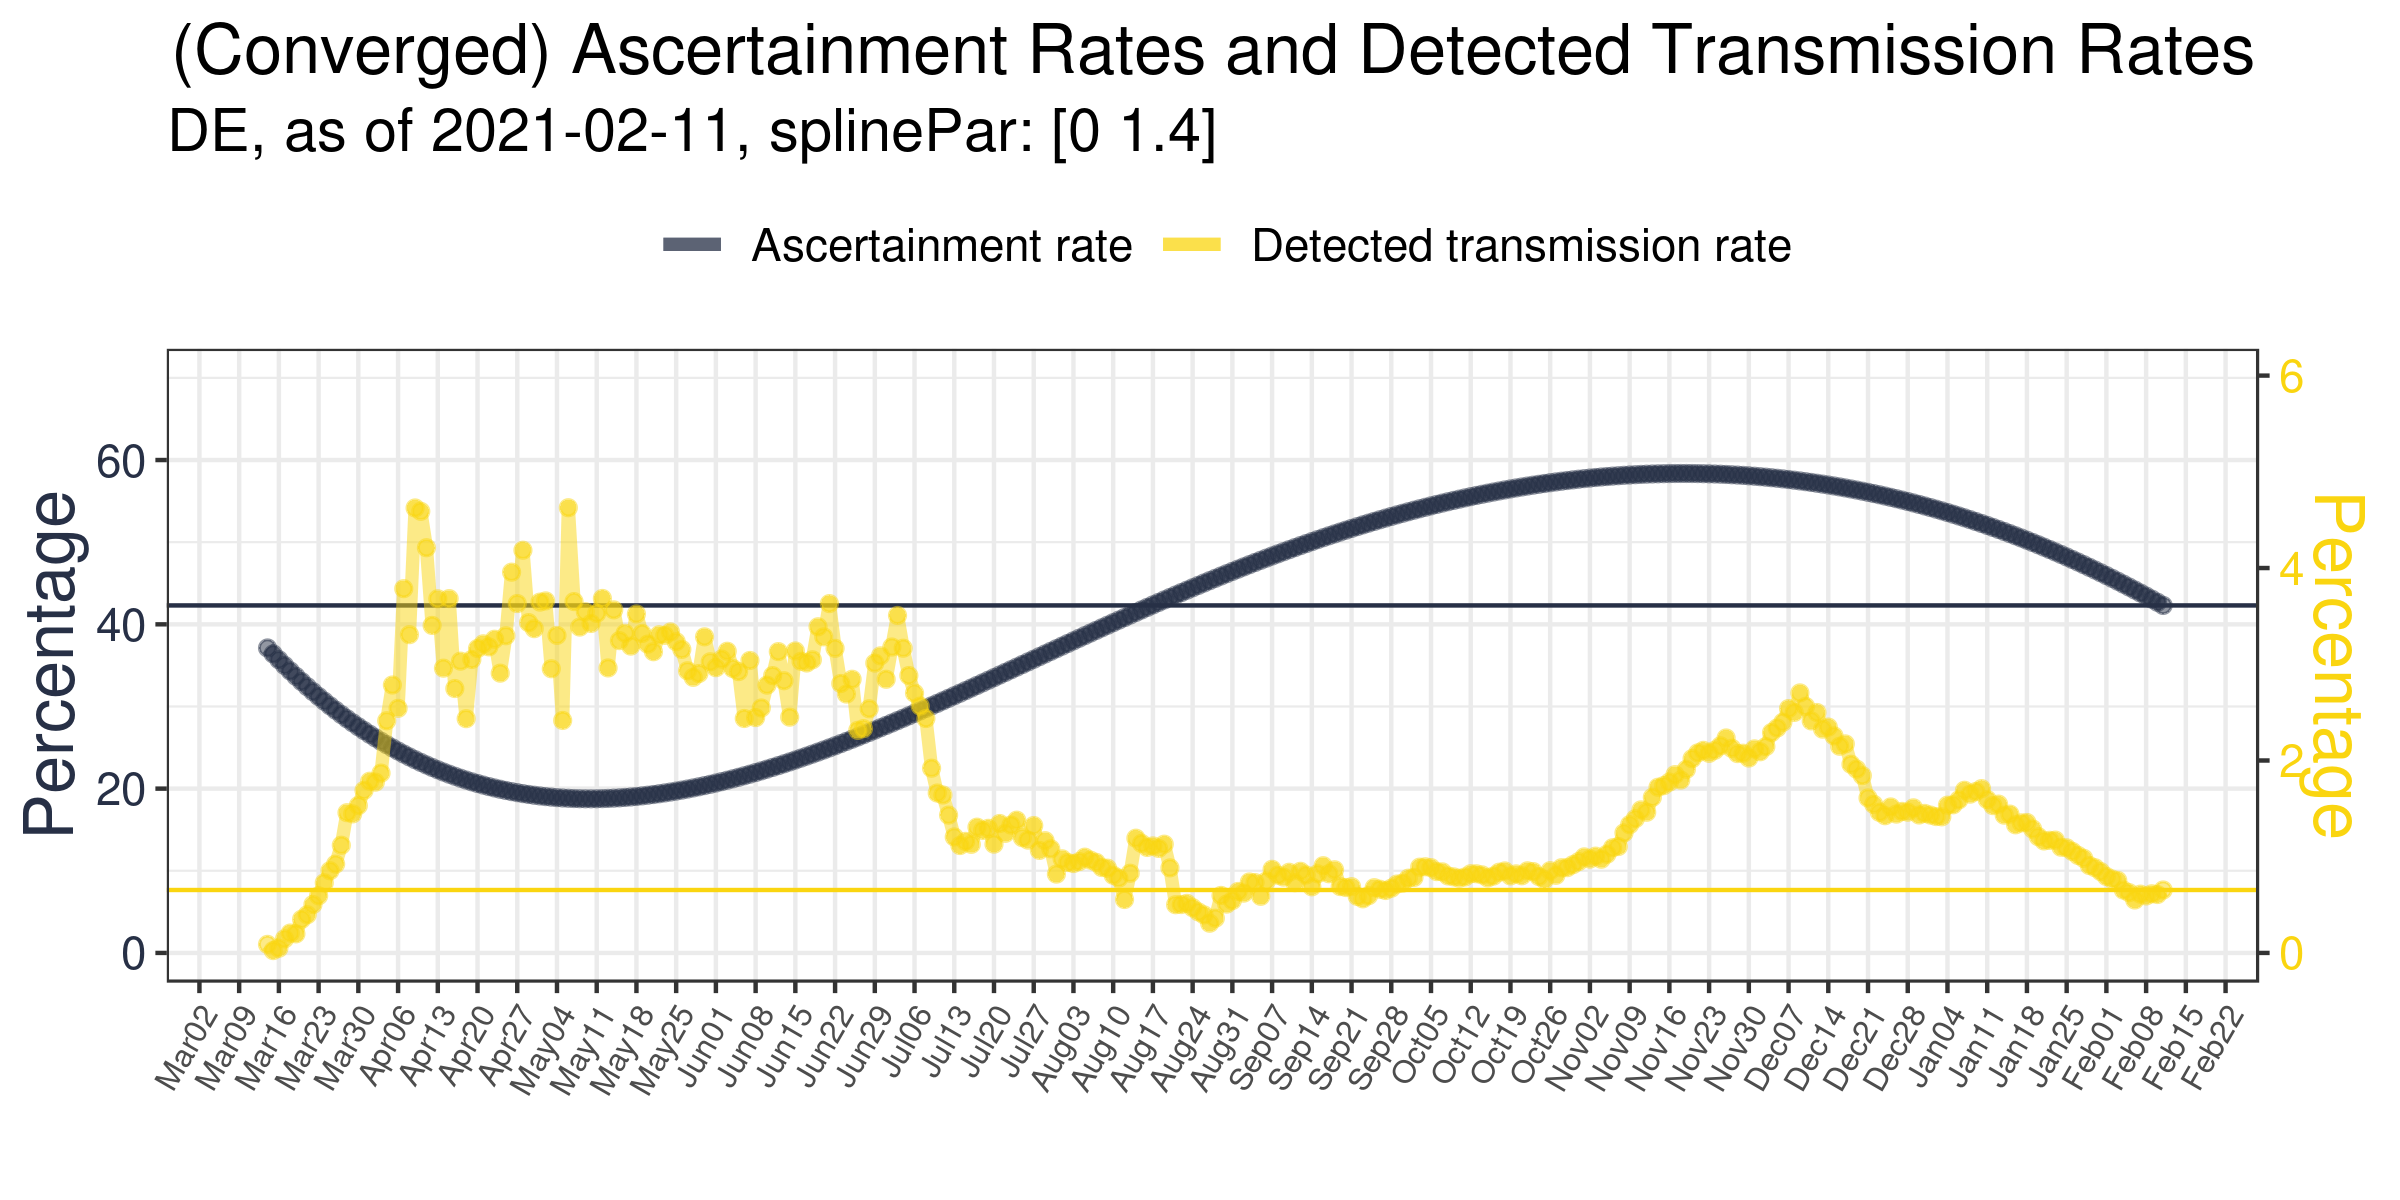 (Converged) Ascertainment Rates and Detected Transmission Rates
DE, as of 2021-02-11, splinePar: [0 1.4]
Ascertainment rate
Detected transmission rate
Percentage
60
40
20
0
6
4
2
0
Percentage
Mar02
Mar09
Mar16
Mar23
Mar30
Apr06
Apr13
Apr20
Apr27
May04
May11
May18
May25
Jun01
Jun08
Jun15
Jun22
Jun29
Jul06
Jul13
Jul20
Jul27
Aug03
Aug10
Aug17
Aug24
Aug31
Sep07
Sep14
Sep21
Sep28
Oct05
Oct12
Oct19
Oct26
Nov02
Nov09
Nov16
Nov23
Nov30
Dec07
Dec14
Dec21
Dec28
Jan04
Jan11
Jan18
Jan25
Feb01
Feb08
Feb15
Feb22